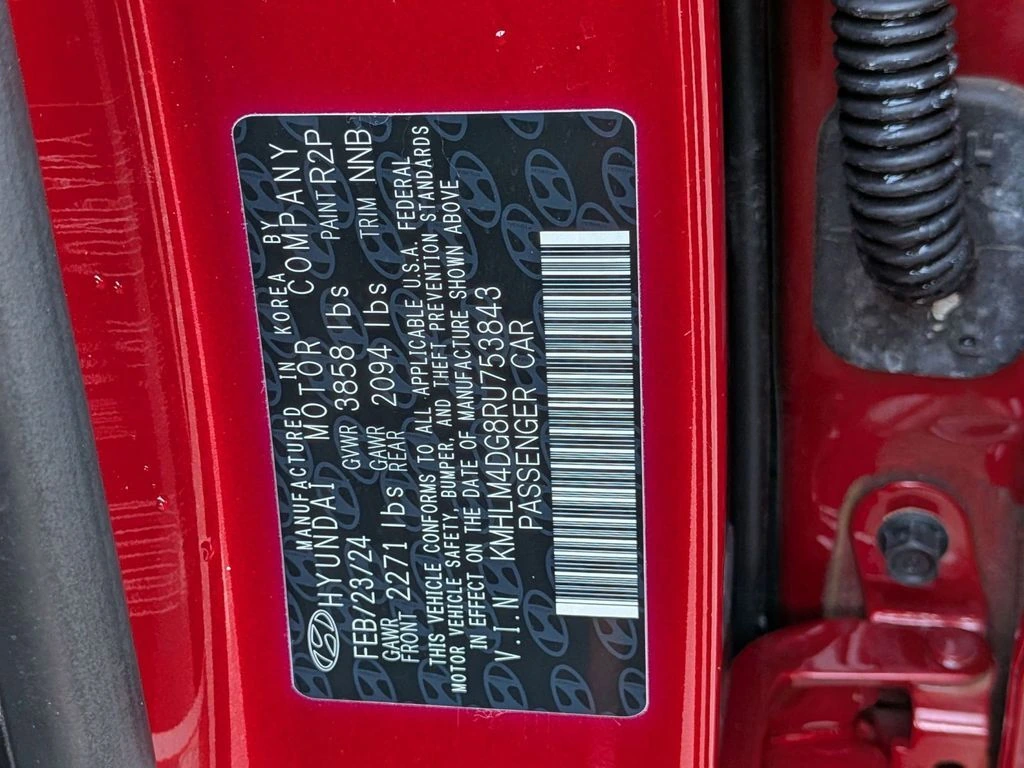 MANUFACTURED IN KOREA BY
HYUNDAI MOTOR COMPANY
FEB/23/24 GVWR 3858 lbs PAINT R2P
GAWR FRONT 2271 lbs GAWR REAR 2094 lbs TRIM NNB
THIS VEHICLE CONFORMS TO ALL APPLICABLE U.S.A. FEDERAL
MOTOR VEHICLE SAFETY, BUMPER, AND THEFT PREVENTION STANDARDS
IN EFFECT ON THE DATE OF MANUFACTURE SHOWN ABOVE
V.I.N KMHLM4DG8RU753843
PASSENGER CAR